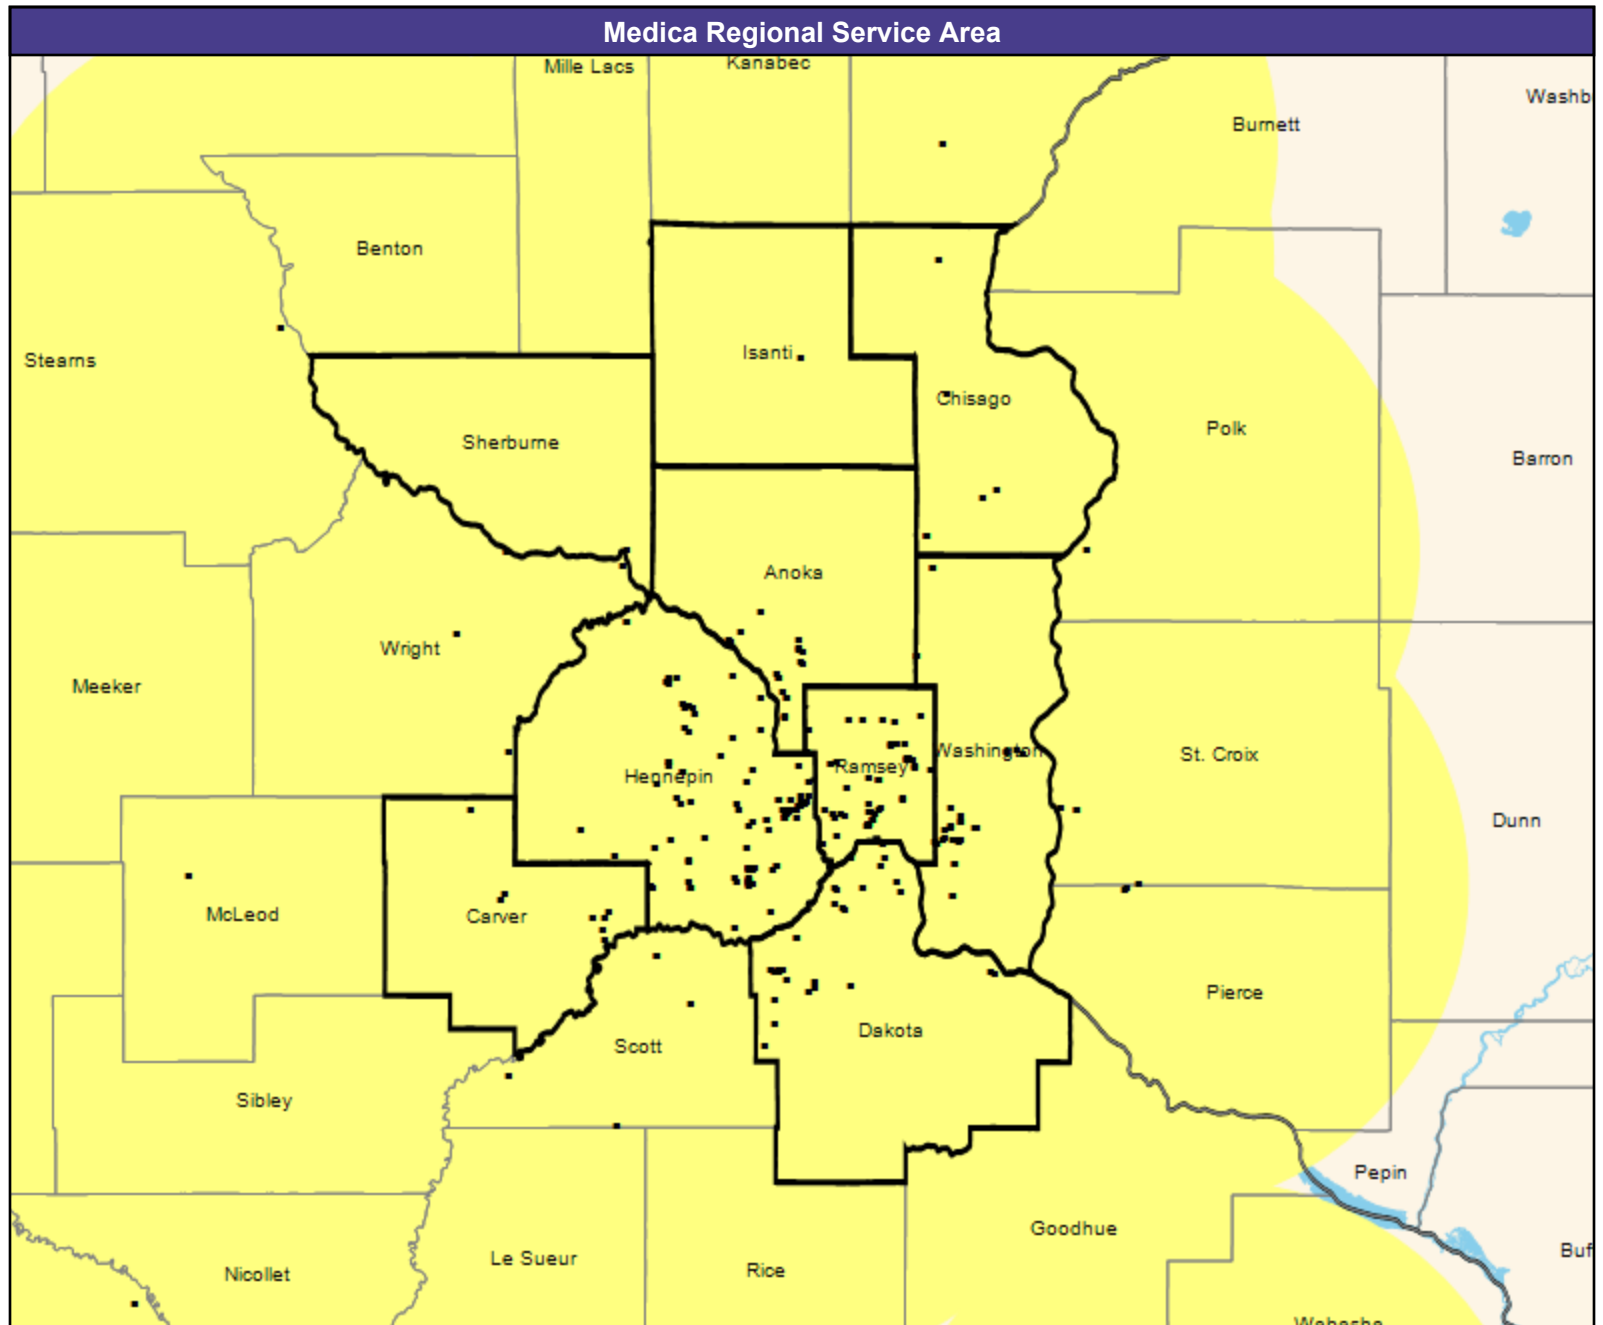 Medica Regional Service Area
Mille Lacs
Kanabec
Washb
Burnett
Benton
Stearns
Isanti
Chisago
Polk
Sherburne
Barron
Anoka
Wright
Meeker
Washington
St. Croix
Hennepin
Ramsey
Dunn
McLeod
Carver
Pierce
Dakota
Scott
Sibley
Pepin
Goodhue
Buf
Le Sueur
Rice
Nicollet